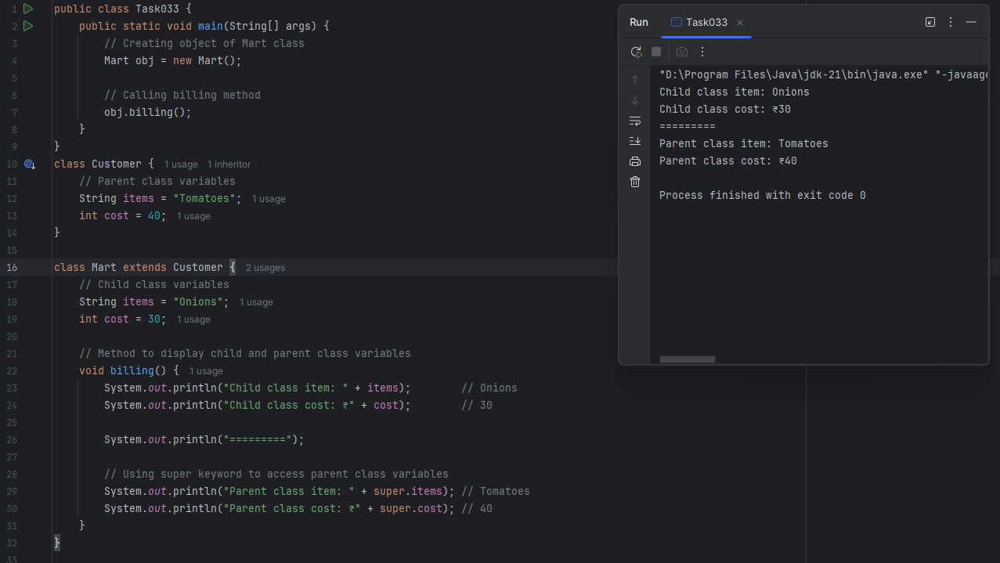 1 public class Task033 {
2 public static void main(String[] args) {
3 // Creating object of Mart class
4 Mart obj = new Mart();
5
6 // Calling billing method
7 obj.billing();
8 }
9 }
10 class Customer { 1 usage 1 inheritor
11 // Parent class variables
12 String items = "Tomatoes"; 1 usage
13 int cost = 40; 1 usage
14 }
15
16 class Mart extends Customer { 2 usages
17 // Child class variables
18 String items = "Onions"; 1 usage
19 int cost = 30; 1 usage
20
21 // Method to display child and parent class variables
22 void billing() { 1 usage
23 System.out.println("Child class item: " + items); // Onions
24 System.out.println("Child class cost: ₹" + cost); // 30
25
26 System.out.println("=========");
27
28 // Using super keyword to access parent class variables
29 System.out.println("Parent class item: " + super.items); // Tomatoes
30 System.out.println("Parent class cost: ₹" + super.cost); // 40
31 }
32 }
33
Run Task033
"D:\Program Files\Java\jdk-21\bin\java.exe" "-javaage
Child class item: Onions
Child class cost: ₹30
=========
Parent class item: Tomatoes
Parent class cost: ₹40
Process finished with exit code 0